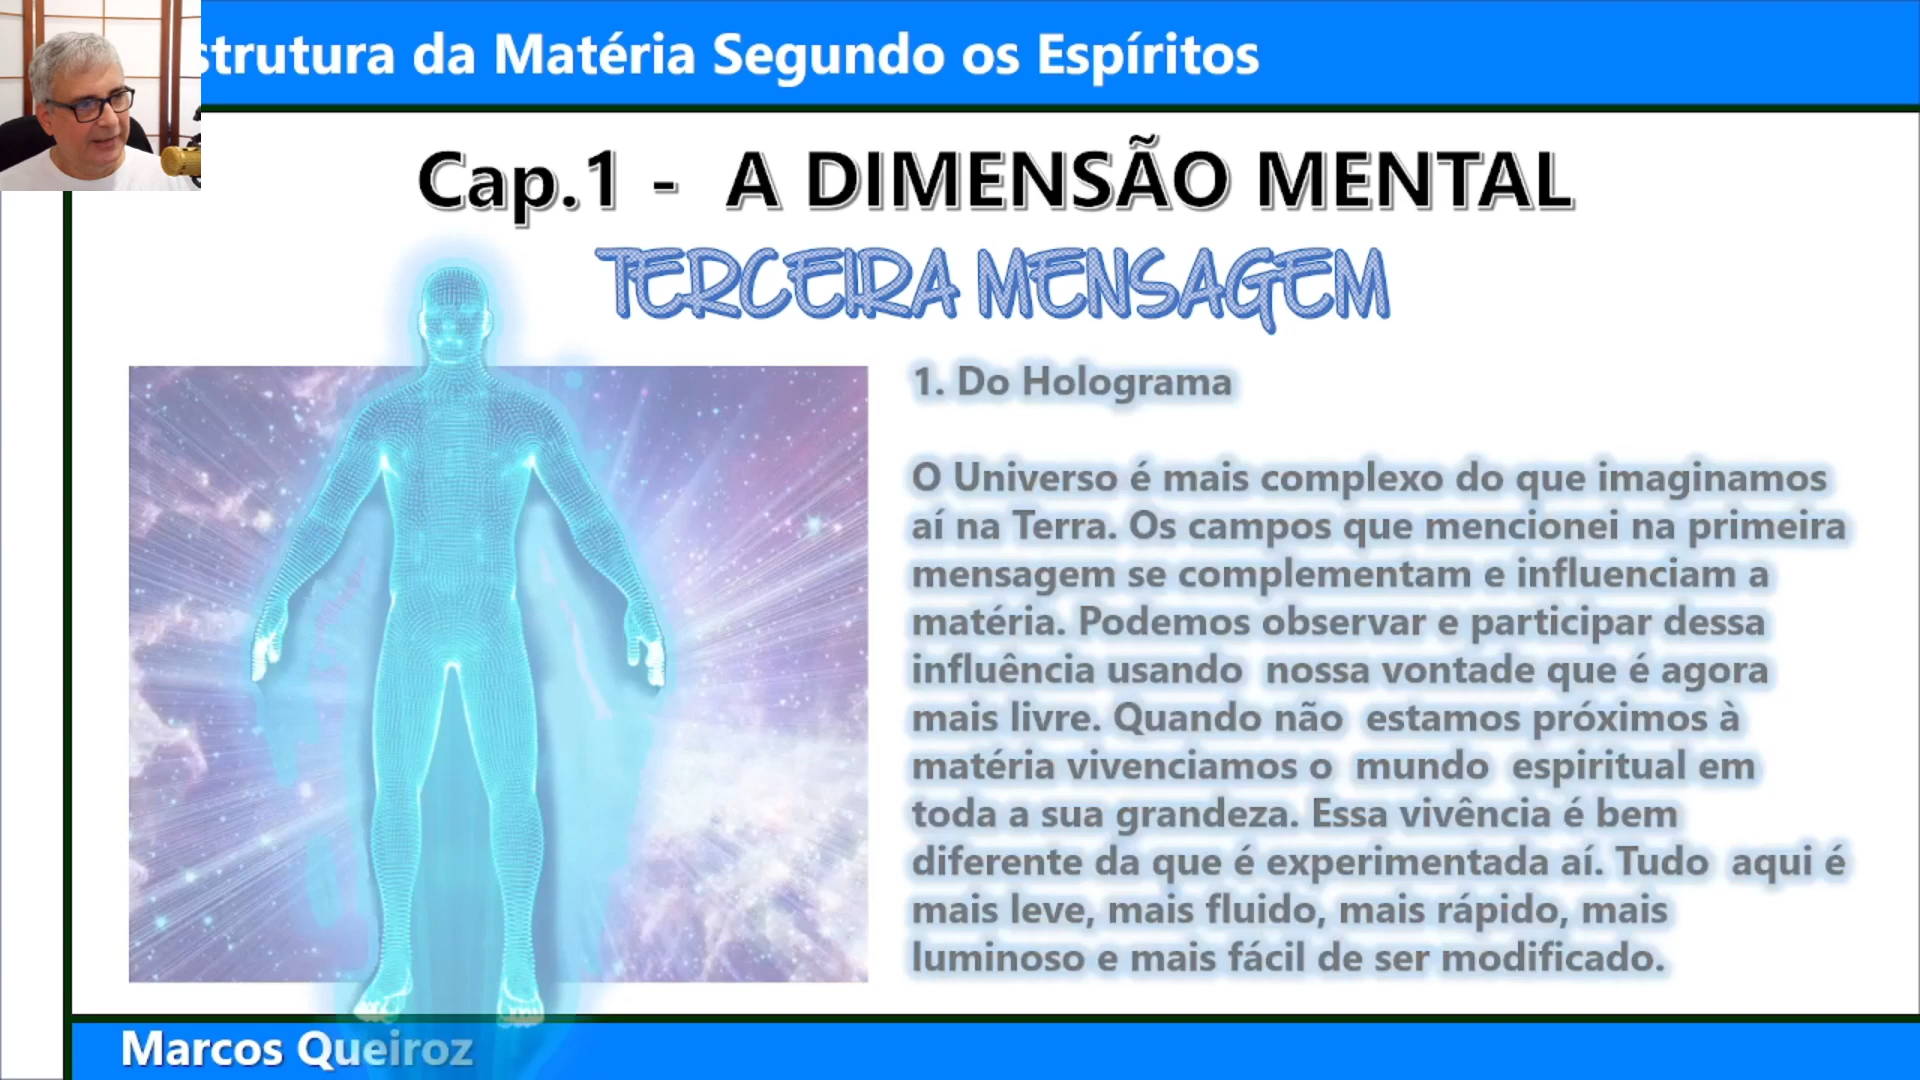 strutura da Matéria Segundo os Espíritos
Cap.1 - A DIMENSÃO MENTAL
TERCEIRA MENSAGEM
1. Do Holograma
O Universo é mais complexo do que imaginamos
aí na Terra. Os campos que mencionei na primeira
mensagem se complementam e influenciam a
matéria. Podemos observar e participar dessa
influência usando nossa vontade que é agora
mais livre. Quando não estamos próximos à
matéria vivenciamos o mundo espiritual em
toda a sua grandeza. Essa vivência é bem
diferente da que é experimentada aí. Tudo aqui é
mais leve, mais fluido, mais rápido, mais
luminoso e mais fácil de ser modificado.
Marcos Queiroz